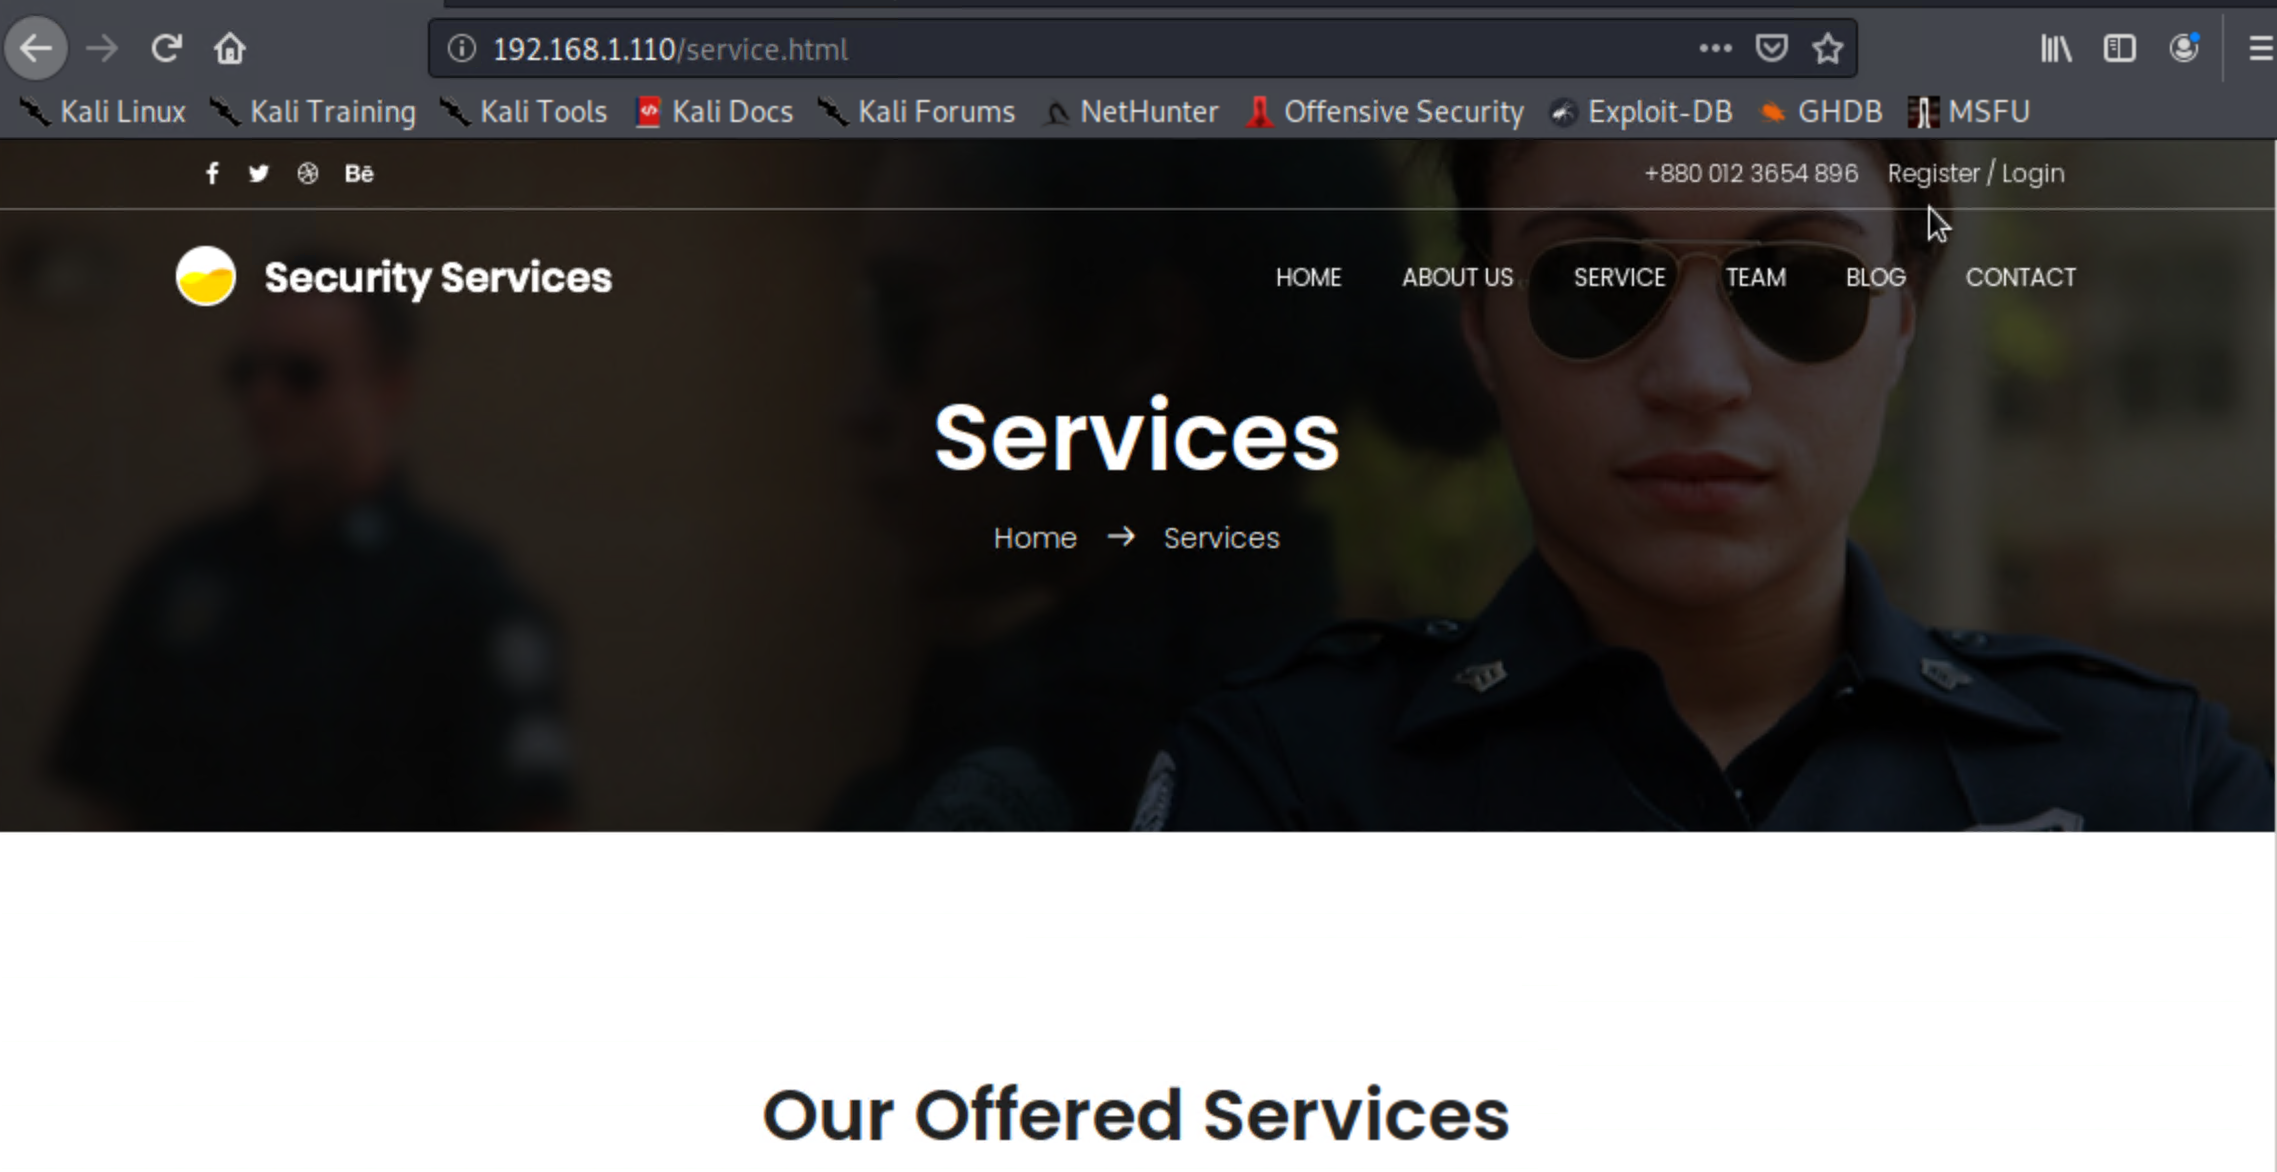 192.168.1.110/service.html
Kali Linux Kali Training Kali Tools Kali Docs Kali Forums NetHunter Offensive Security Exploit-DB GHDB MSFU
Bē +880 012 3654 896 Register / Login
Security Services HOME ABOUT US SERVICE TEAM BLOG CONTACT
Services
Home → Services
Our Offered Services